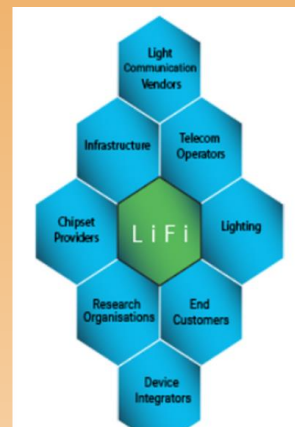 Light
Communication
Vendors
Infrastructure
Telecom
Operators
Chipset
Providers
LiFi
Lighting
Research
Organisations
End
Customers
Device
Integrators